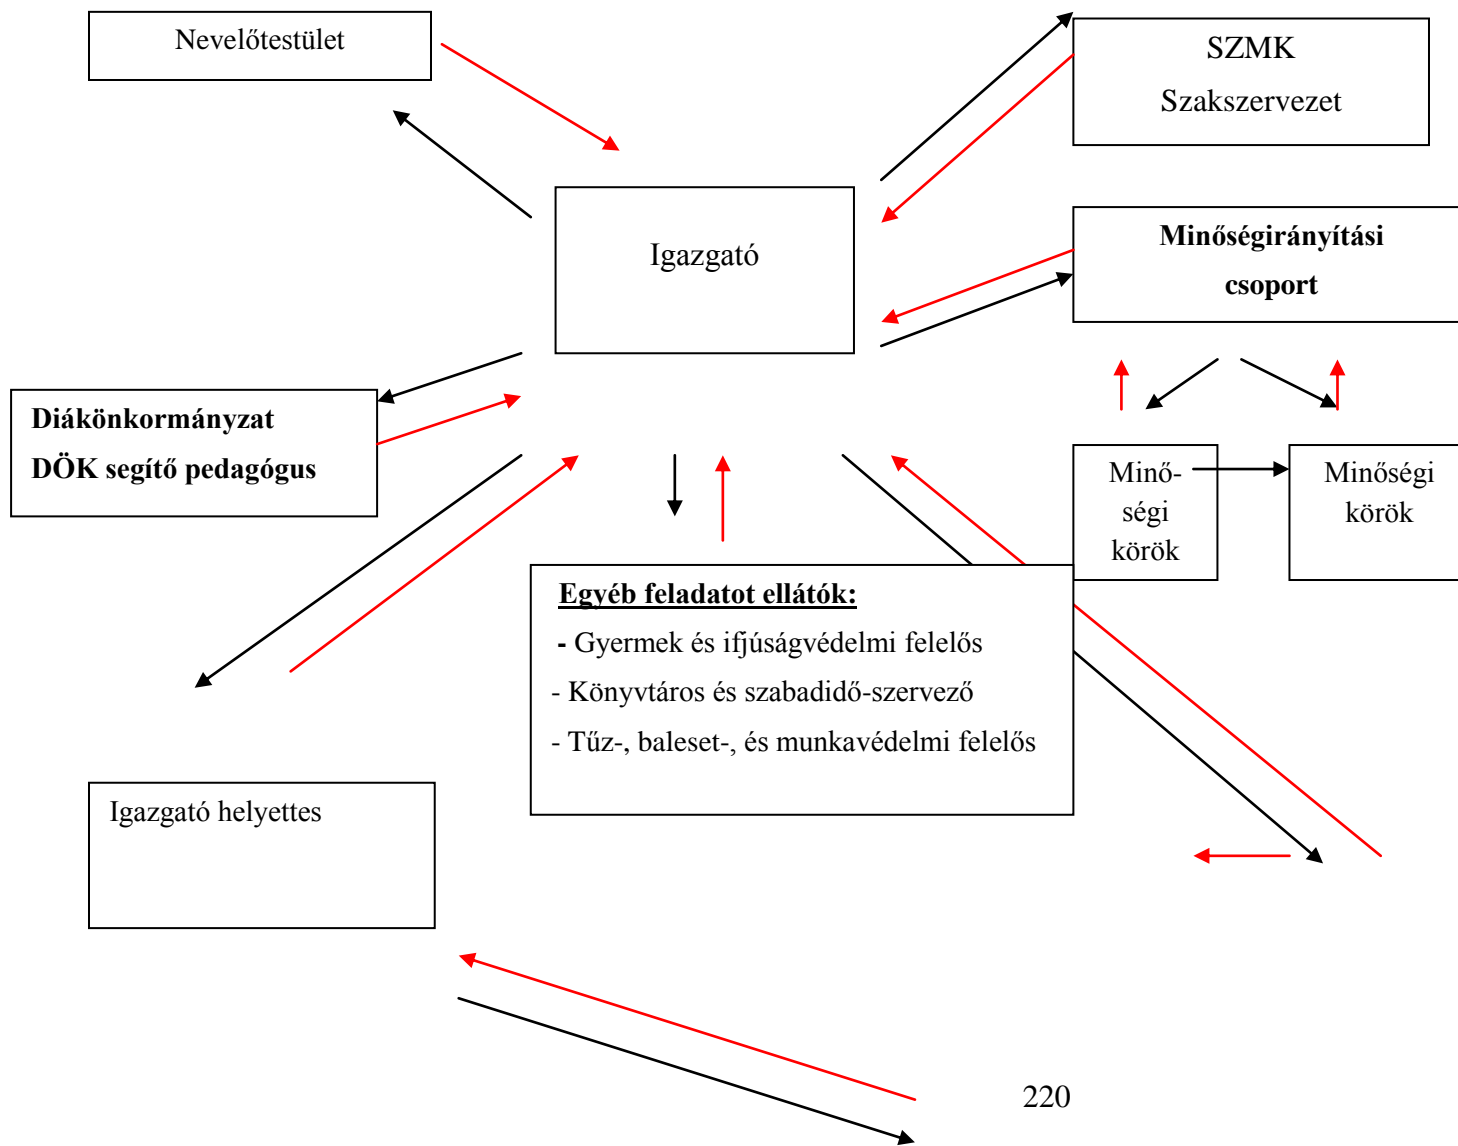 Nevelőtestület
SZMK
Szakszervezet
Igazgató
Minőségirányítási
csoport
Diákönkormányzat
DÖK segítő pedagógus
Minő-
ségi
körök
Minőségi
körök
Egyéb feladatot ellátók:
- Gyermek és ifjúságvédelmi felelős
- Könyvtáros és szabadidő-szervező
- Tűz-, baleset-, és munkavédelmi felelős
Igazgató helyettes
220